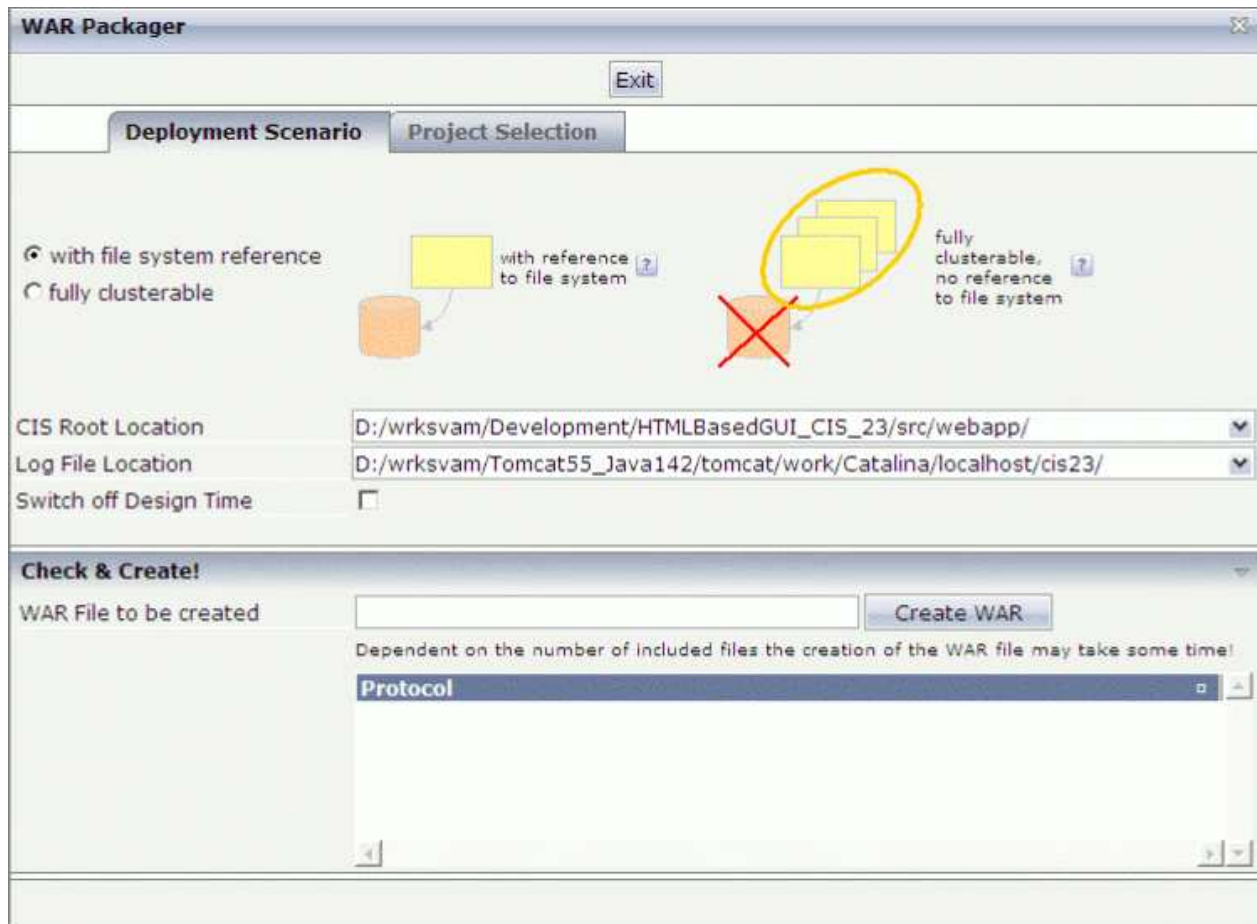 WAR Packager
Exit
Deployment Scenario
Project Selection
with file system reference
fully clusterable
with reference
to file system
?
fully
clusterable,
no reference
to file system
?
CIS Root Location
D:/wrksvam/Development/HTMLBasedGUI_CIS_23/src/webapp/
Log File Location
D:/wrksvam/Tomcat55_Java142/tomcat/work/Catalina/localhost/cis23/
Switch off Design Time
Check & Create!
WAR File to be created
Create WAR
Dependent on the number of included files the creation of the WAR file may take some time!
Protocol